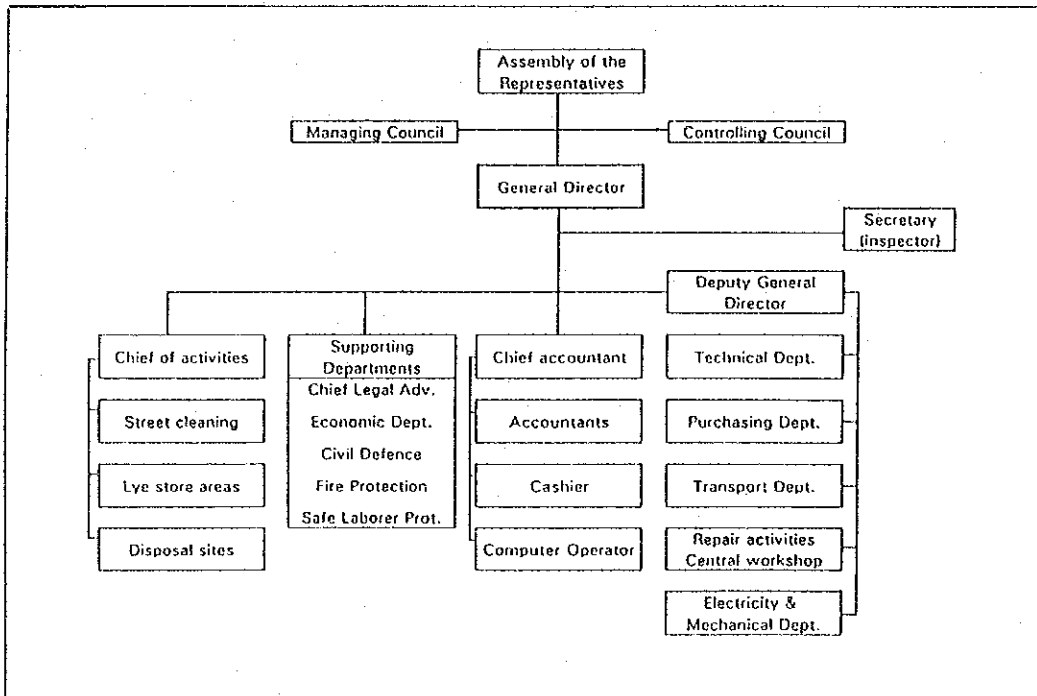 Assembly of the
Representatives
Managing Council
Controlling Council
General Director
Secretary
(inspector)
Deputy General
Director
Chief of activities
Street cleaning
Lye store areas
Disposal sites
Supporting
Departments
Chief Legal Adv.
Economic Dept.
Civil Defence
Fire Protection
Safe Laborer Prot.
Chief accountant
Accountants
Cashier
Computer Operator
Technical Dept.
Purchasing Dept.
Transport Dept.
Repair activities
Central workshop
Electricity &
Mechanical Dept.